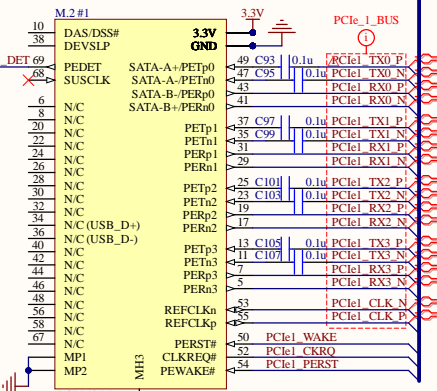 M.2 #1
3.3V
PCIe_1_BUS
i
10 DAS/DSS# 3.3V
38 DEVSLP GND
DET 69 PEDET SATA-A+/PETp0 49 C93 0.1u PCIe1_TX0_P
68 SUSCLK SATA-A-/PETn0 47 C95 0.1u PCIe1_TX0_N
SATA-B-/PERp0 43 PCIe1_RX0_P
6 N/C SATA-B+/PERn0 41 PCIe1_RX0_N
8 N/C
20 N/C PETp1 37 C97 0.1u PCIe1_TX1_P
22 N/C PETn1 35 C99 0.1u PCIe1_TX1_N
24 N/C PERp1 31 PCIe1_RX1_P
26 N/C PERn1 29 PCIe1_RX1_N
28 N/C
30 N/C PETp2 25 C101 0.1u PCIe1_TX2_P
32 N/C PETn2 23 C103 0.1u PCIe1_TX2_N
34 N/C PERp2 19 PCIe1_RX2_P
N/C (USB_D+) PERn2 17 PCIe1_RX2_N
36 N/C (USB_D-)
40 N/C PETp3 13 C105 0.1u PCIe1_TX3_P
42 N/C PETn3 11 C107 0.1u PCIe1_TX3_N
44 N/C PERp3 7 PCIe1_RX3_P
46 N/C PERn3 5 PCIe1_RX3_N
48 N/C
56 N/C REFCLKn 53 PCIe1_CLK_N
58 N/C REFCLKp 55 PCIe1_CLK_P
67 N/C PERST# 50 PCIe1_WAKE
MP1 CLKREQ# 52 PCIe1_CKRQ
MP2 PEWAKE# 54 PCIe1_PERST
MH3